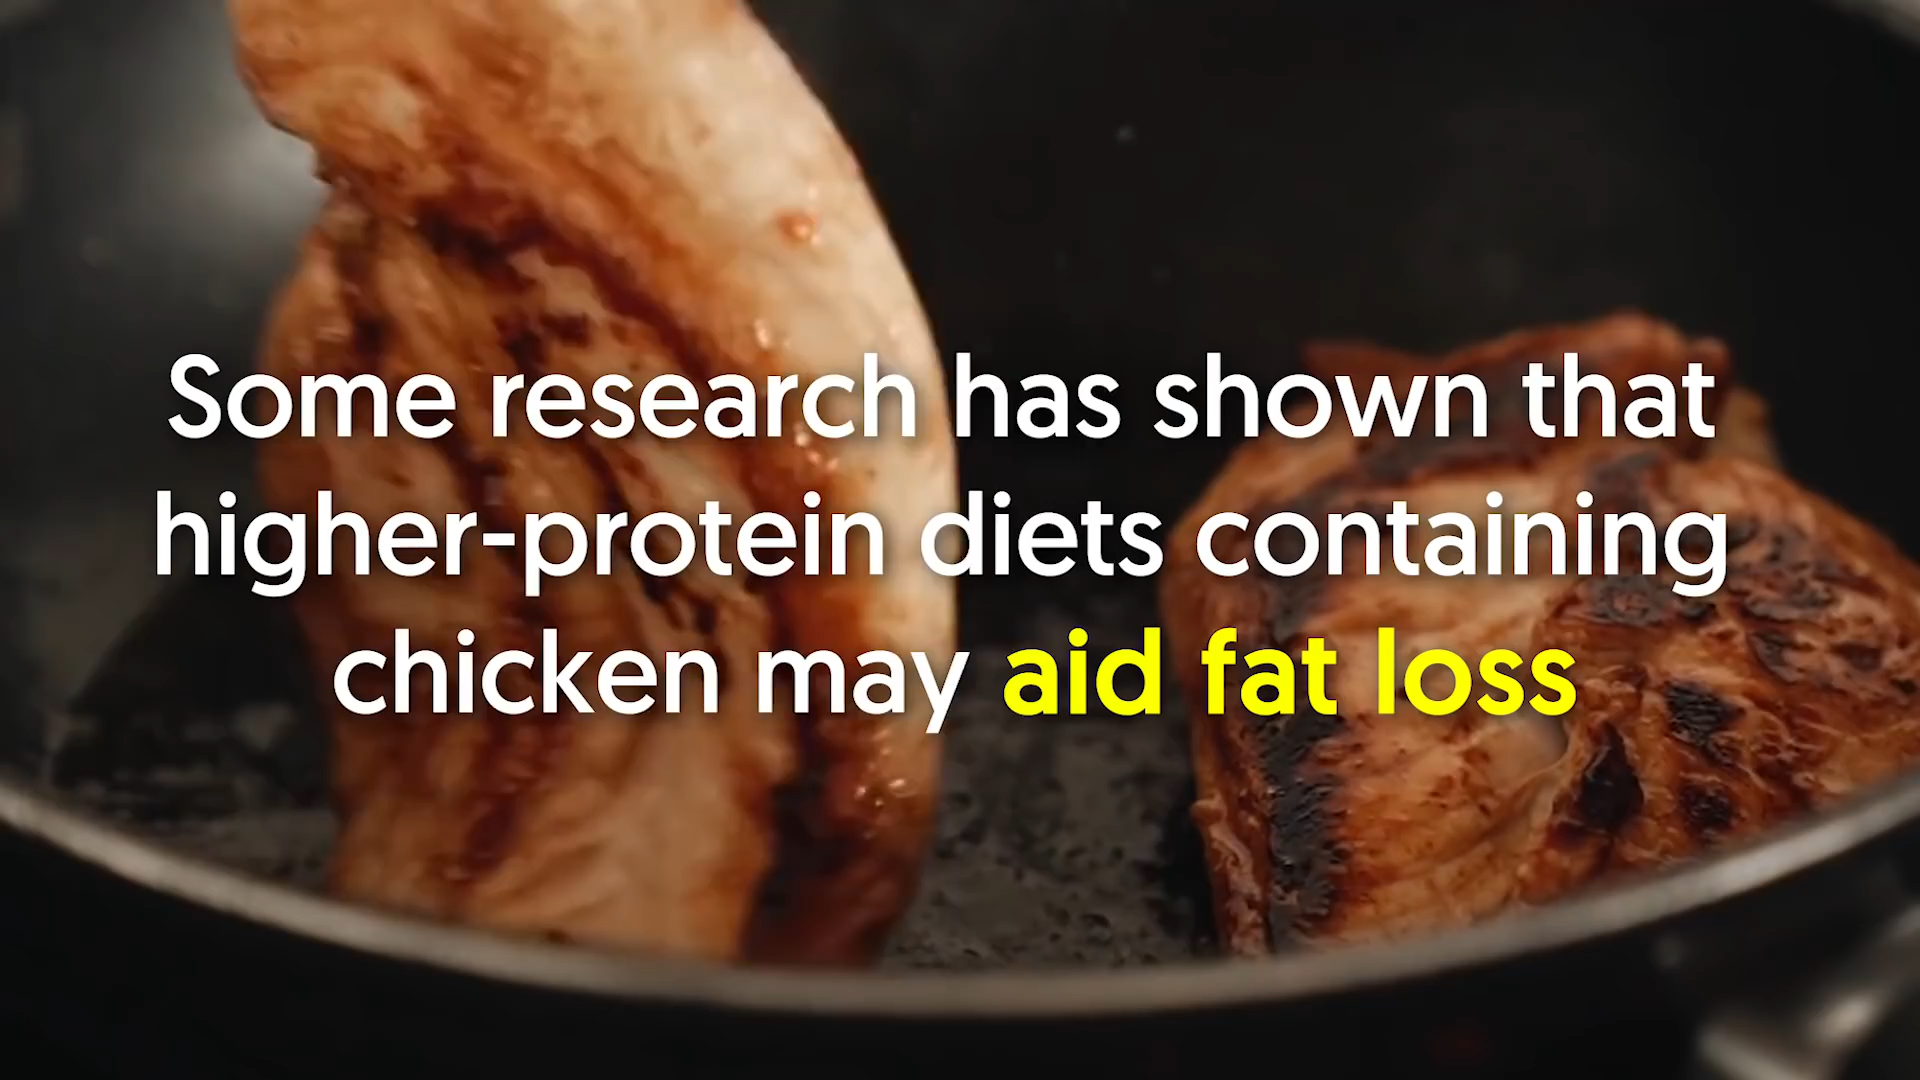 Some research has shown that
higher-protein diets containing
chicken may aid fat loss